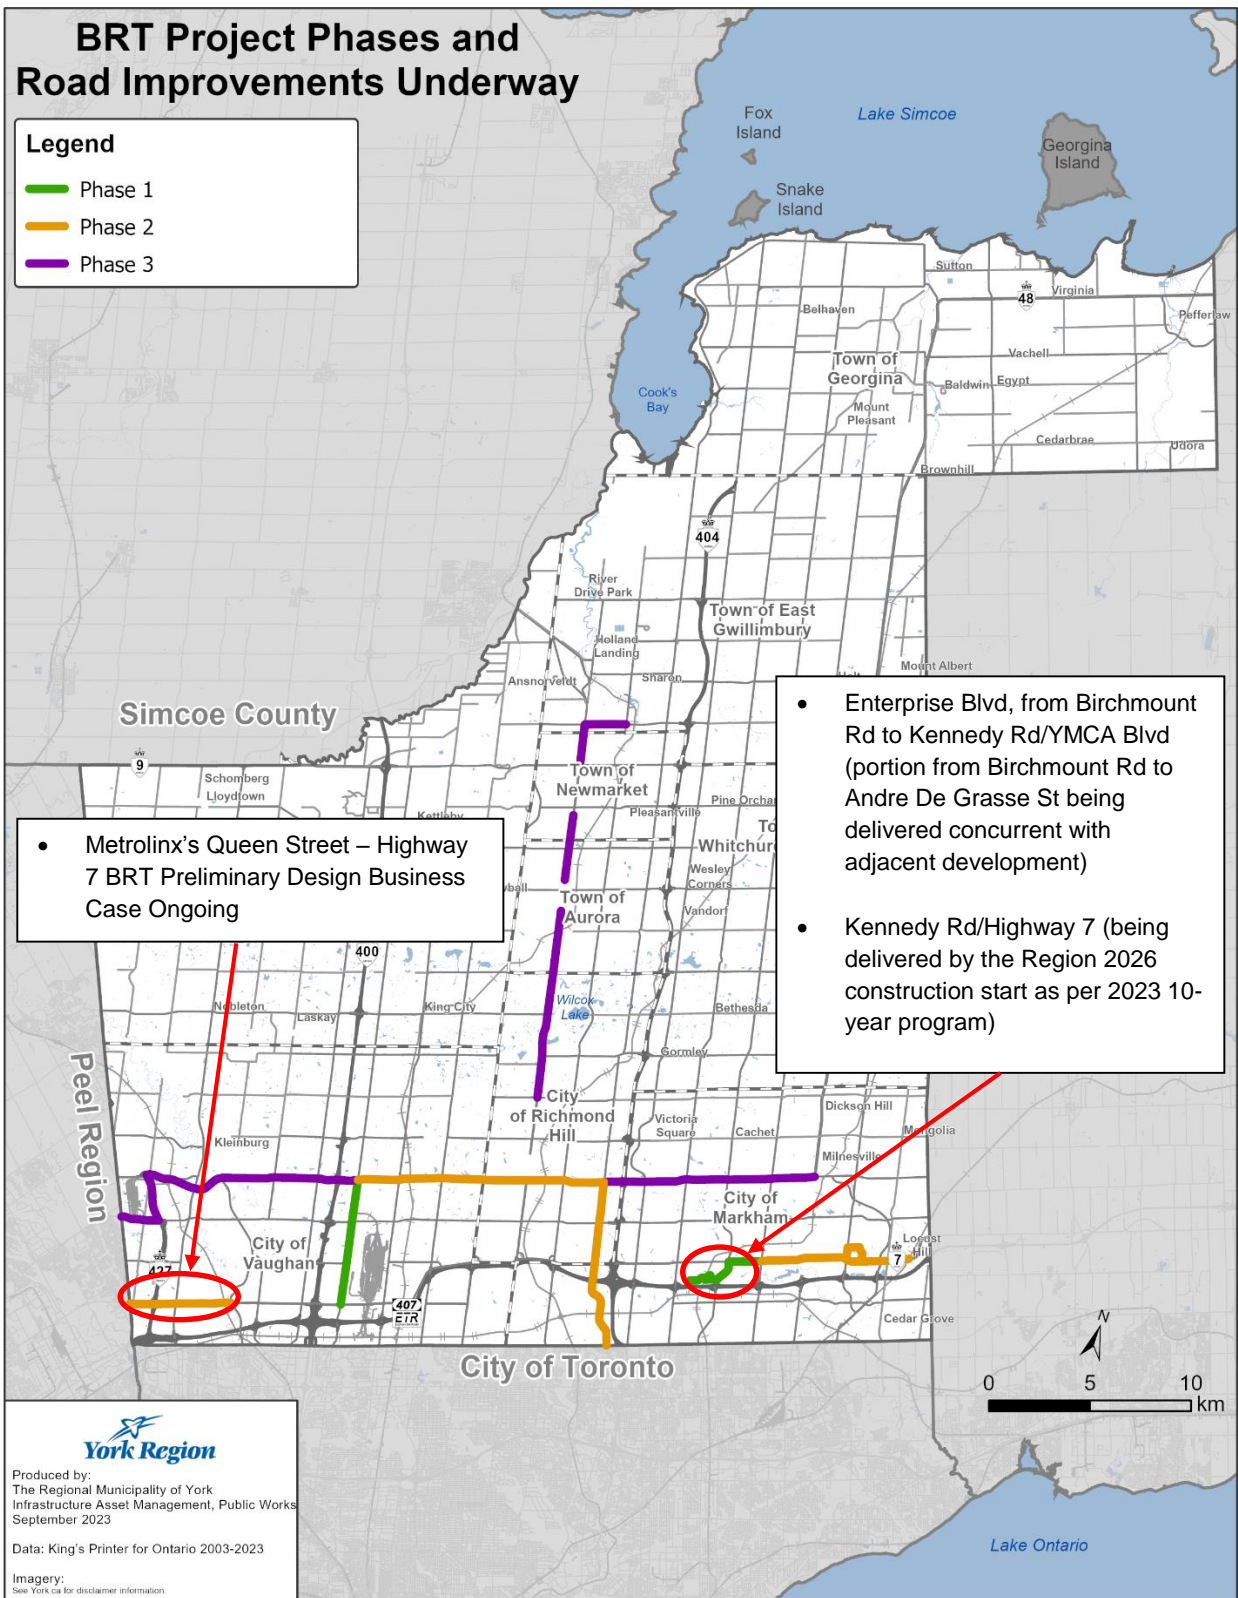 BRT Project Phases and
Road Improvements Underway
Legend
Phase 1
Phase 2
Phase 3
Lake Simcoe
Fox
Island
Georgina
Island
Snake
Island
Sutton
Virginia
48
Pefferlaw
Belhaven
Vachell
Town of
Georgina
Baldwin
Egypt
Cook's
Bay
Mount
Pleasant
Cedarbrae
Udora
Brownhill
404
River
Drive Park
Town of East
Gwillimbury
Holland
Landing
Mount Albert
Ansnorveldt
Sharon
Simcoe County
9
Schomberg
Lloydtown
Kettleby
Town of
Newmarket
Pine Orchar
Pleasantville
To
Whitchur
Wesley
Corners
Vandorf
Town of
Aurora
• Enterprise Blvd, from Birchmount
Rd to Kennedy Rd/YMCA Blvd
(portion from Birchmount Rd to
Andre De Grasse St being
delivered concurrent with
adjacent development)
• Kennedy Rd/Highway 7 (being
delivered by the Region 2026
construction start as per 2023 10-
year program)
• Metrolinx's Queen Street – Highway
7 BRT Preliminary Design Business
Case Ongoing
400
Nobleton
Laskay
King City
Wilcox
Lake
Bethesda
Gormley
Peel Region
City
of Richmond
Hill
Victoria
Square
Cachet
Dickson Hill
Mongolia
Milnesville
Kleinburg
City of
Markham
City of
Vaughan
Locust
Hill
7
427
407
ETR
Cedar Grove
City of Toronto
N
0 5 10
km
York Region
Produced by:
The Regional Municipality of York
Infrastructure Asset Management, Public Works
September 2023
Data: King's Printer for Ontario 2003-2023
Imagery:
See York.ca for disclaimer information.
Lake Ontario